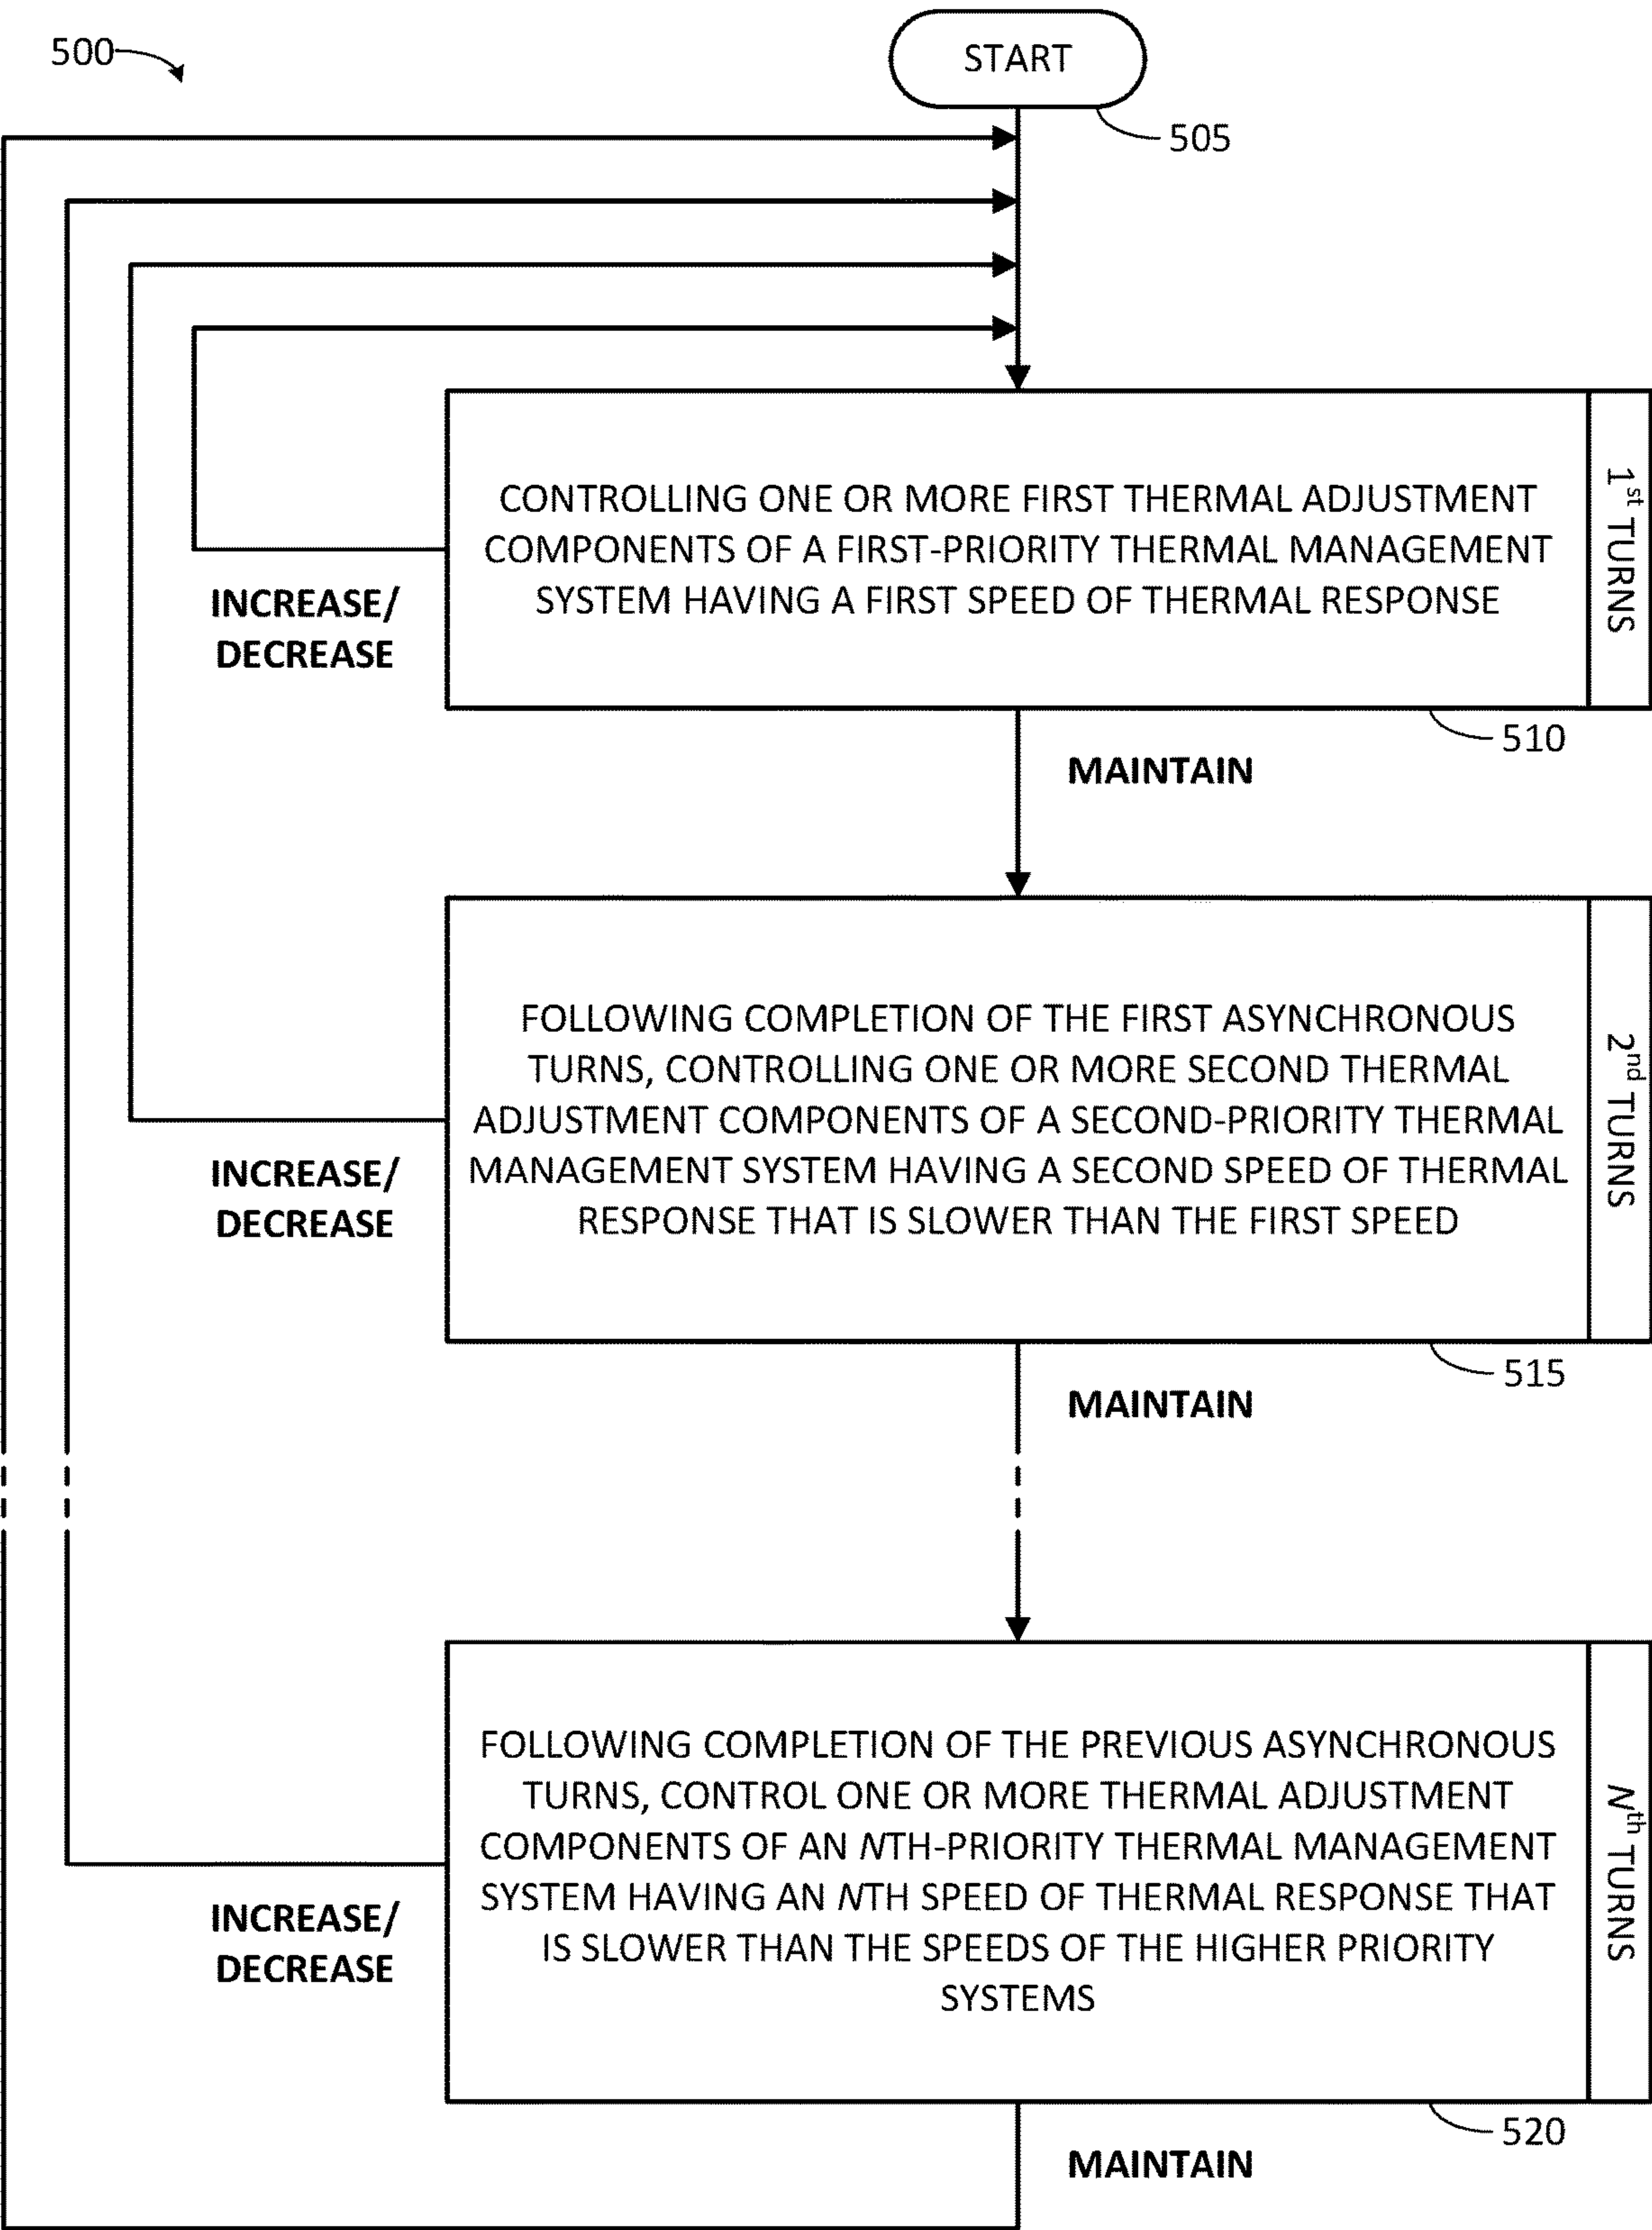 500
START
505
CONTROLLING ONE OR MORE FIRST THERMAL ADJUSTMENT
COMPONENTS OF A FIRST-PRIORITY THERMAL MANAGEMENT
SYSTEM HAVING A FIRST SPEED OF THERMAL RESPONSE
1st TURNS
INCREASE/
DECREASE
510
MAINTAIN
FOLLOWING COMPLETION OF THE FIRST ASYNCHRONOUS
TURNS, CONTROLLING ONE OR MORE SECOND THERMAL
ADJUSTMENT COMPONENTS OF A SECOND-PRIORITY THERMAL
MANAGEMENT SYSTEM HAVING A SECOND SPEED OF THERMAL
RESPONSE THAT IS SLOWER THAN THE FIRST SPEED
2nd TURNS
INCREASE/
DECREASE
515
MAINTAIN
FOLLOWING COMPLETION OF THE PREVIOUS ASYNCHRONOUS
TURNS, CONTROL ONE OR MORE THERMAL ADJUSTMENT
COMPONENTS OF AN NTH-PRIORITY THERMAL MANAGEMENT
SYSTEM HAVING AN NTH SPEED OF THERMAL RESPONSE THAT
IS SLOWER THAN THE SPEEDS OF THE HIGHER PRIORITY
SYSTEMS
Nth TURNS
INCREASE/
DECREASE
520
MAINTAIN